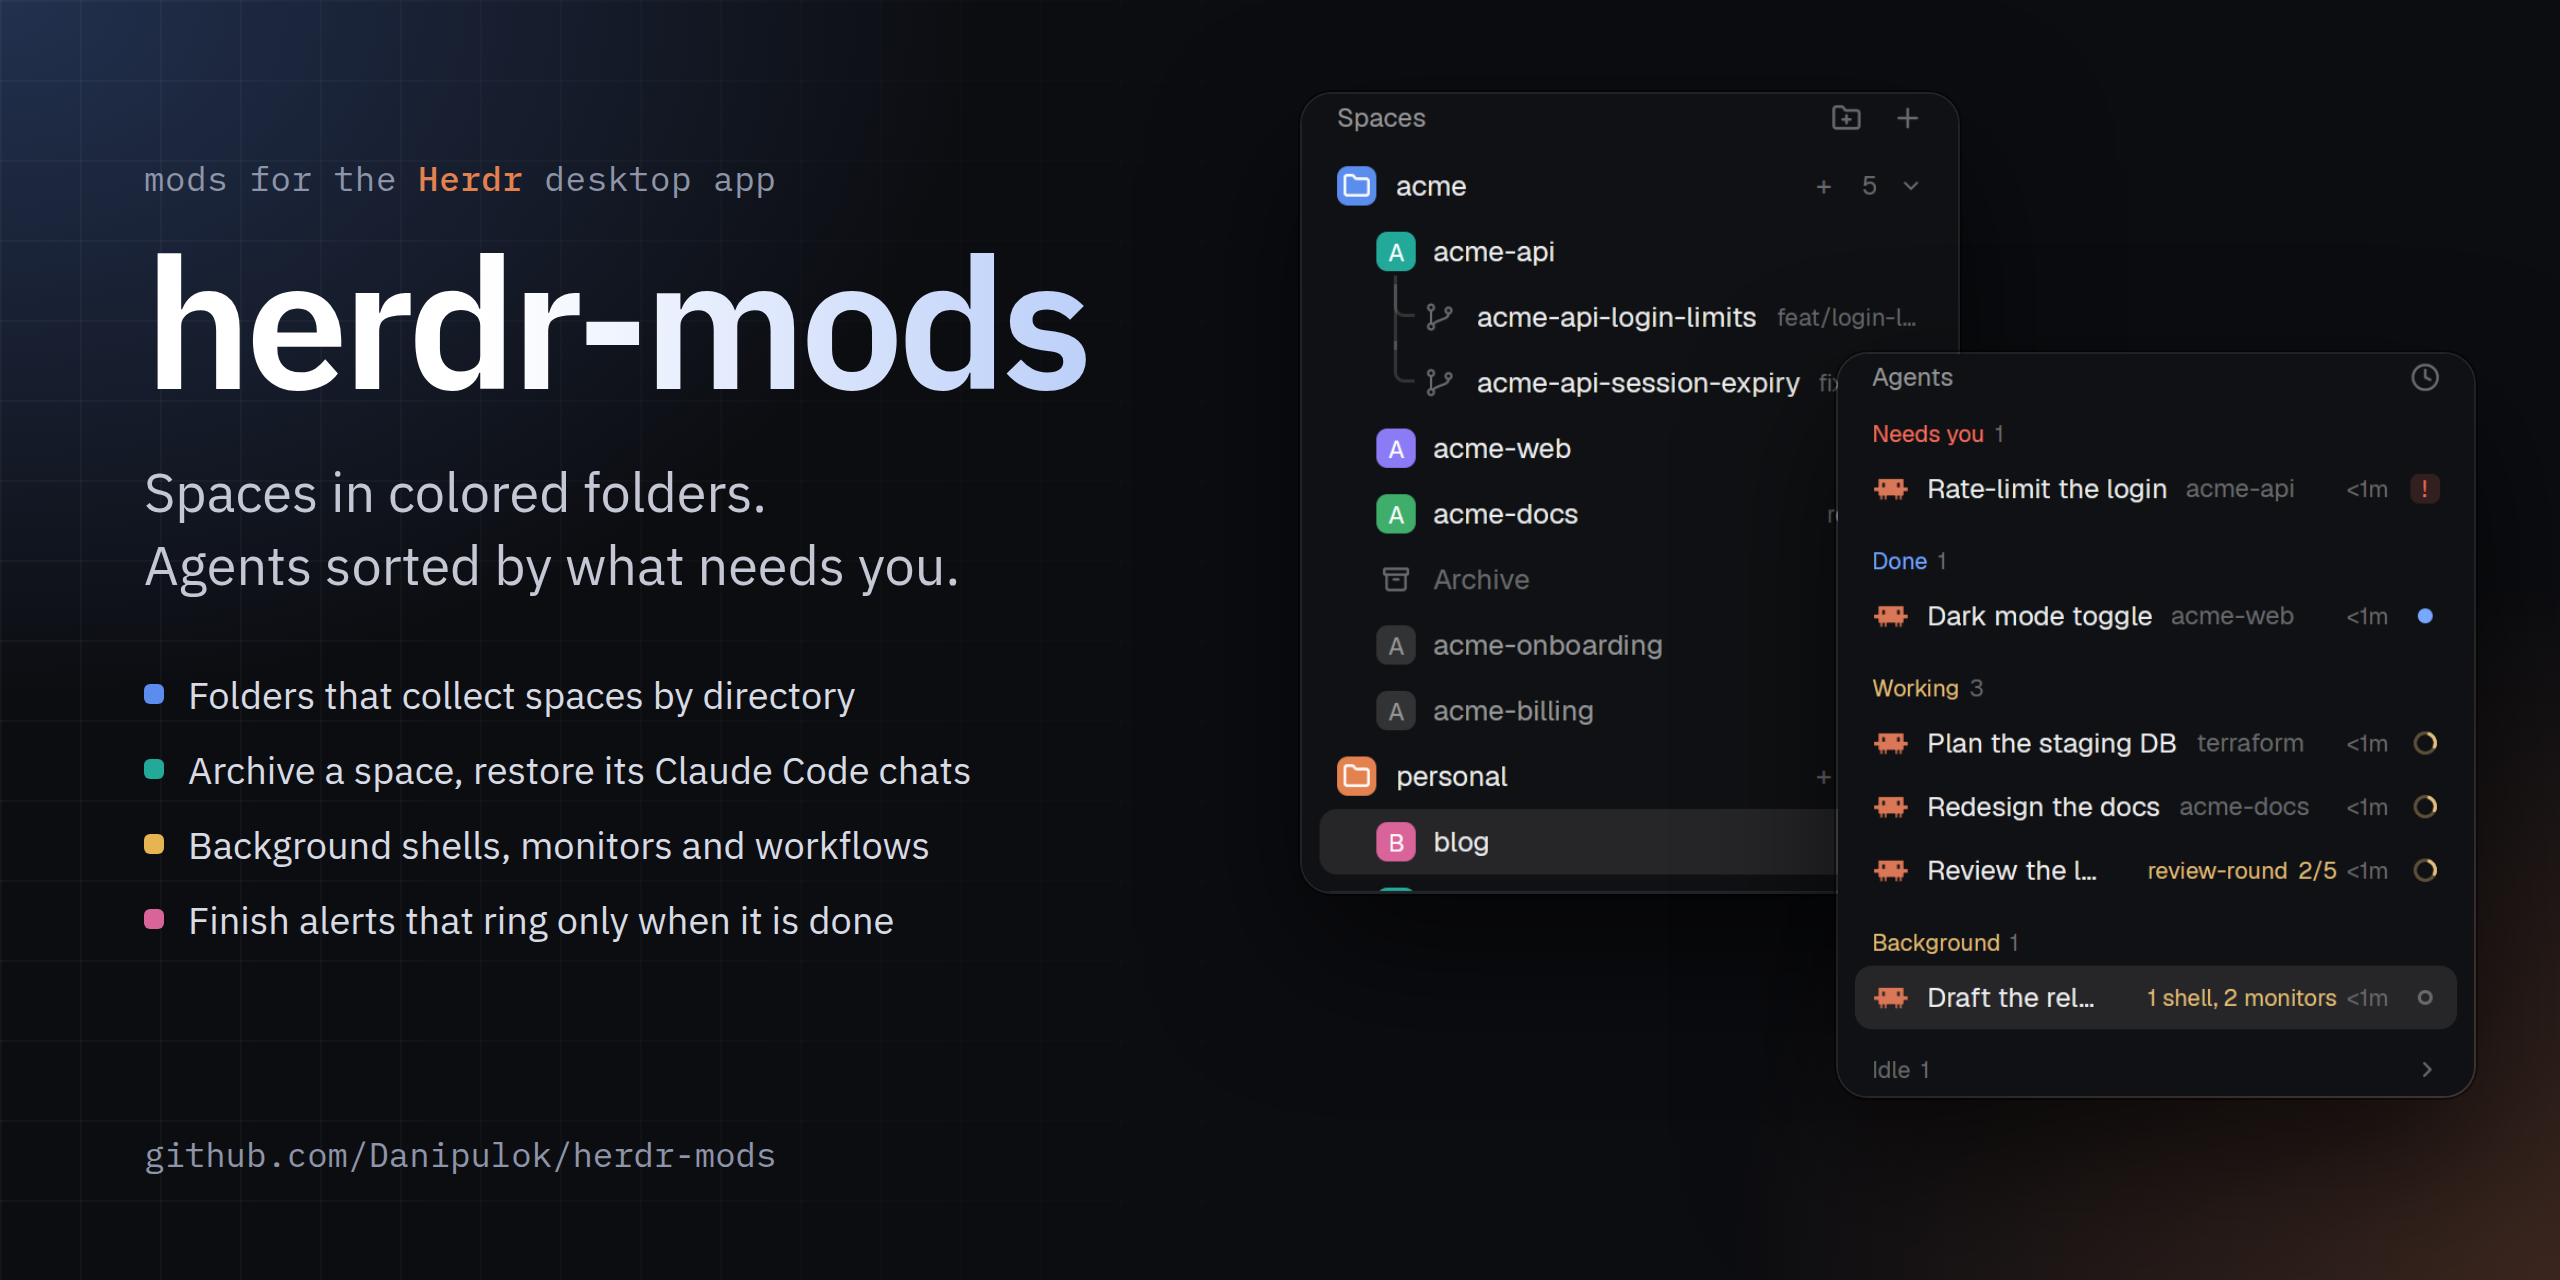 mods for the Herdr desktop app
herdr-mods
Spaces in colored folders.
Agents sorted by what needs you.
Folders that collect spaces by directory
Archive a space, restore its Claude Code chats
Background shells, monitors and workflows
Finish alerts that ring only when it is done
github.com/Danipulok/herdr-mods
Spaces
acme + 5
A acme-api
acme-api-login-limits feat/login-l...
acme-api-session-expiry
A acme-web
A acme-docs
Archive
A acme-onboarding
A acme-billing
personal +
B blog
Agents
Needs you 1
Rate-limit the login acme-api <1m !
Done 1
Dark mode toggle acme-web <1m
Working 3
Plan the staging DB terraform <1m
Redesign the docs acme-docs <1m
Review the l... review-round 2/5 <1m
Background 1
Draft the rel... 1 shell, 2 monitors <1m
Idle 1